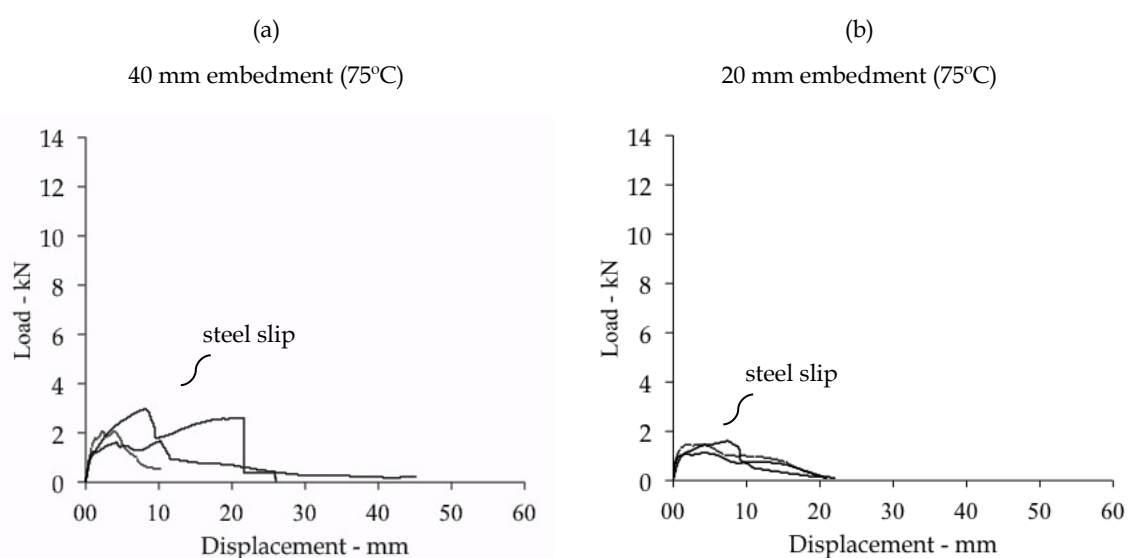 (a)
40 mm embedment (75ºC)
14
12
10
8
6
4
2
0
Load - kN
steel slip
00 10 20 30 40 50 60
Displacement - mm
(b)
20 mm embedment (75ºC)
14
12
10
8
6
4
2
0
Load - kN
steel slip
00 10 20 30 40 50 60
Displacement - mm